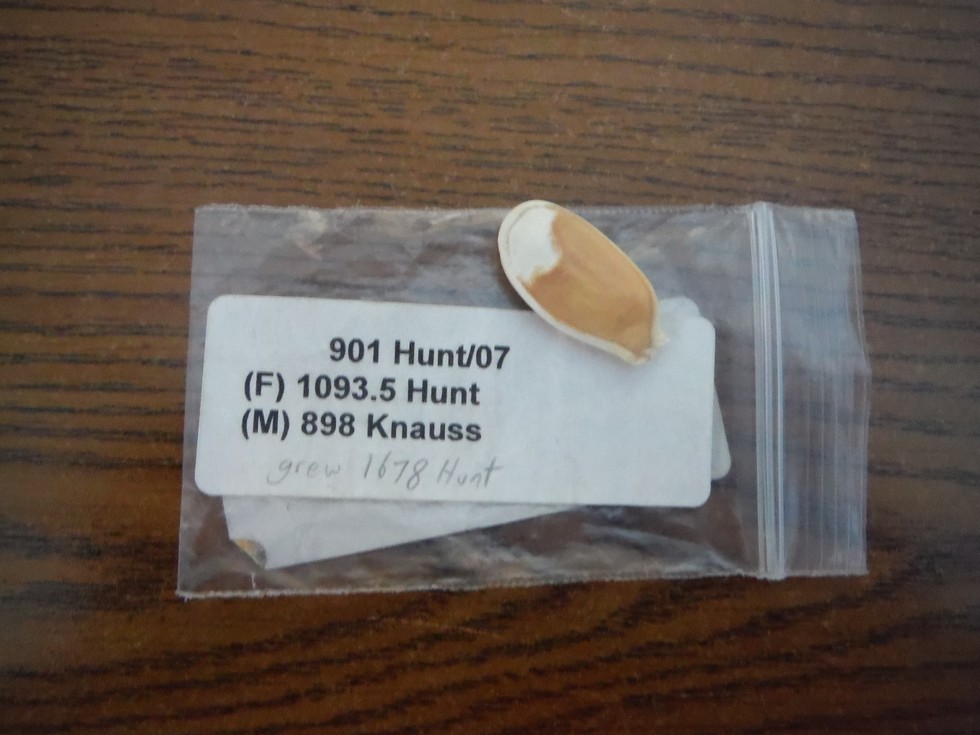 901 Hunt/07
(F) 1093.5 Hunt
(M) 898 Knauss
grew 1678 Hunt